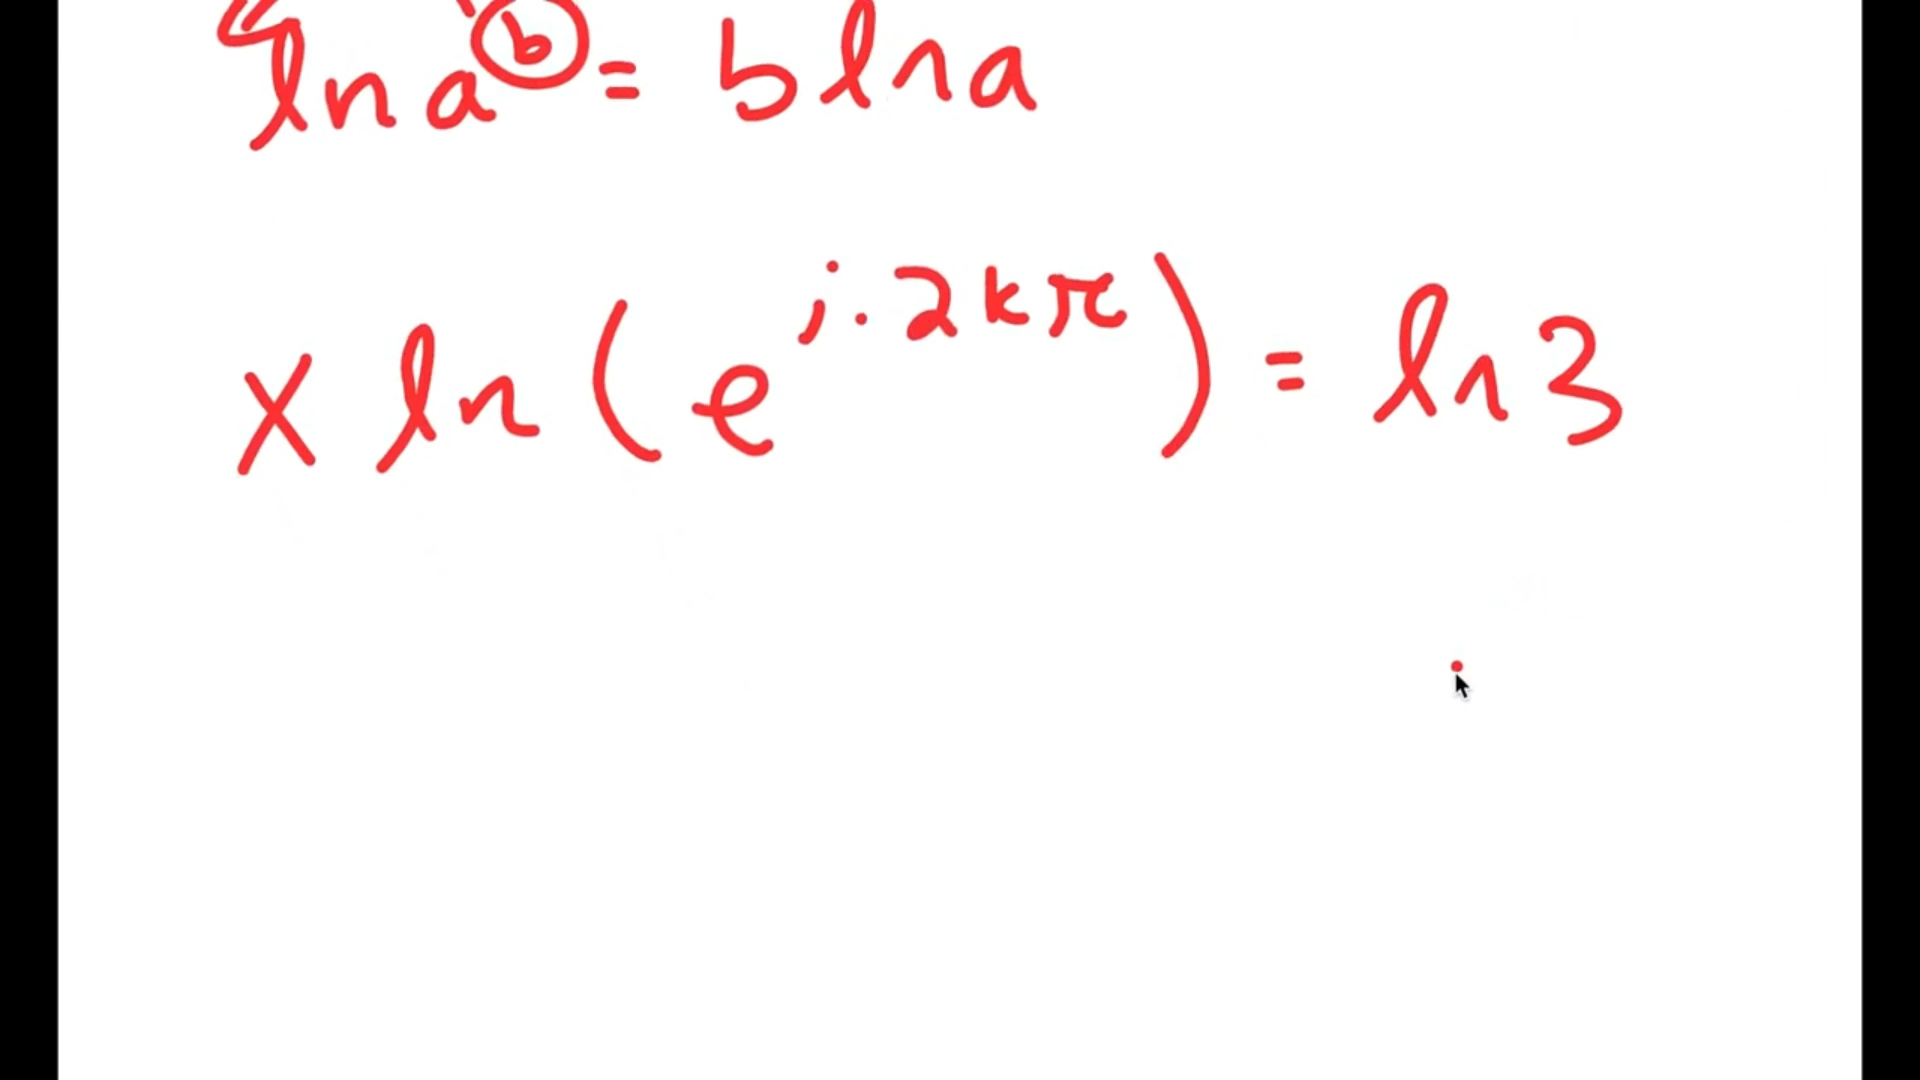 ln a^b = b ln a
x ln (e^{i·2kπ}) = ln 3